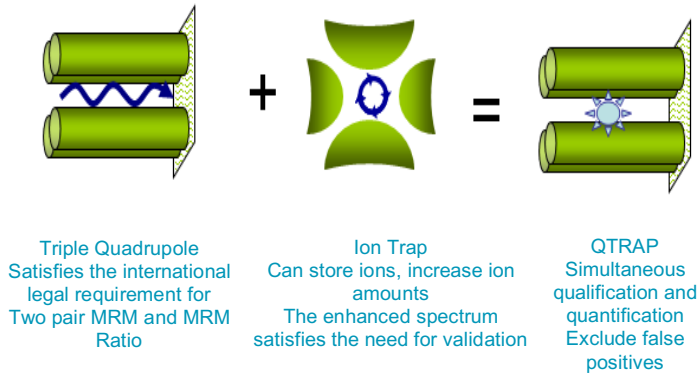 +
=
Triple Quadrupole
Satisfies the international
legal requirement for
Two pair MRM and MRM
Ratio
Ion Trap
Can store ions, increase ion
amounts
The enhanced spectrum
satisfies the need for validation
QTRAP
Simultaneous
qualification and
quantification
Exclude false
positives